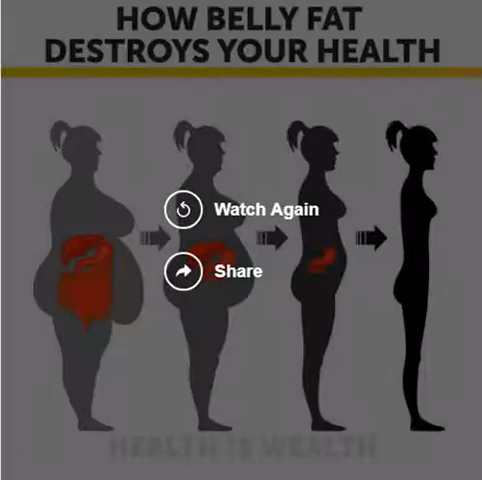 HOW BELLY FAT
DESTROYS YOUR HEALTH
Watch Again
Share
HEALTH IS WEALTH